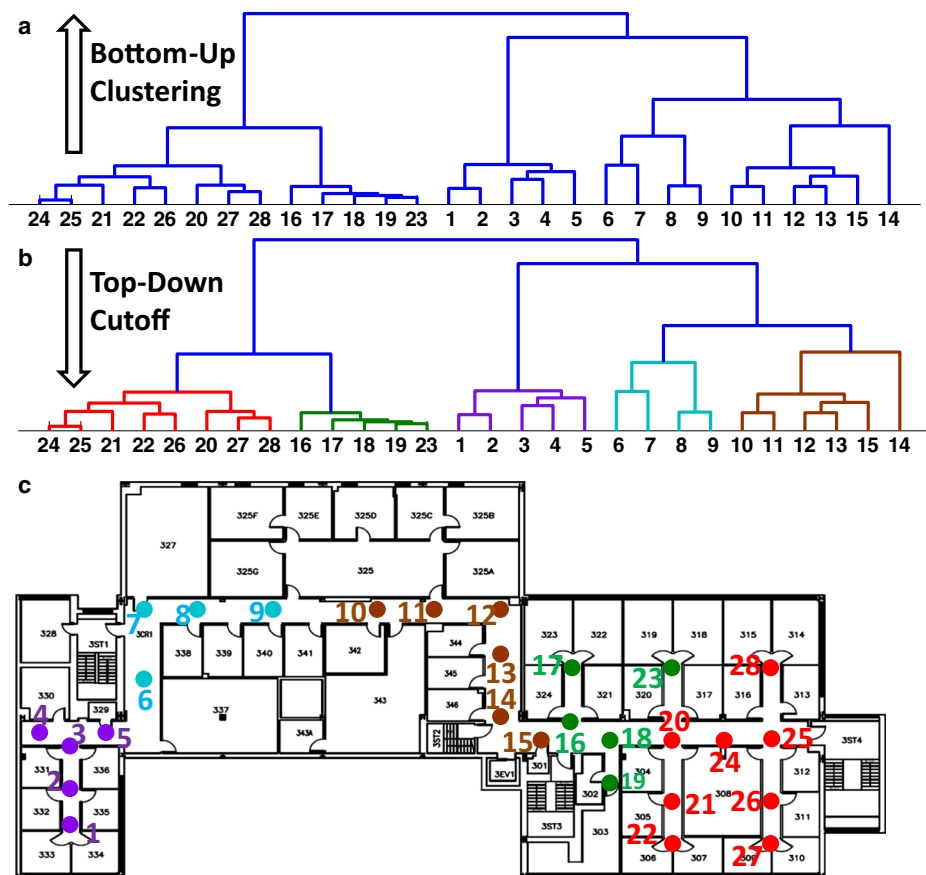 a
Bottom-Up
Clustering
24 25 21 22 26 20 27 28 16 17 18 19 23 1 2 3 4 5 6 7 8 9 10 11 12 13 15 14
b
Top-Down
Cutoff
24 25 21 22 26 20 27 28 16 17 18 19 23 1 2 3 4 5 6 7 8 9 10 11 12 13 15 14
c
325F 325E 325D 325C 325B
327
325G 325 325A
7 8 9 10 11 12
328 3ST1 3CR1 338 339 340 341 342 344 323 322 319 318 315 314
13
345 17 23 28
330 329 6 337 343 14 346 324 321 320 317 316 313
4 3 5 343A 3ST2 15 16 18 20 24 25 3ST4
331 336 3EV1 301 304 312
2 302 19 308
332 335 305 21 26 311
1 3ST3 303 22 27
333 334 306 307 309 310